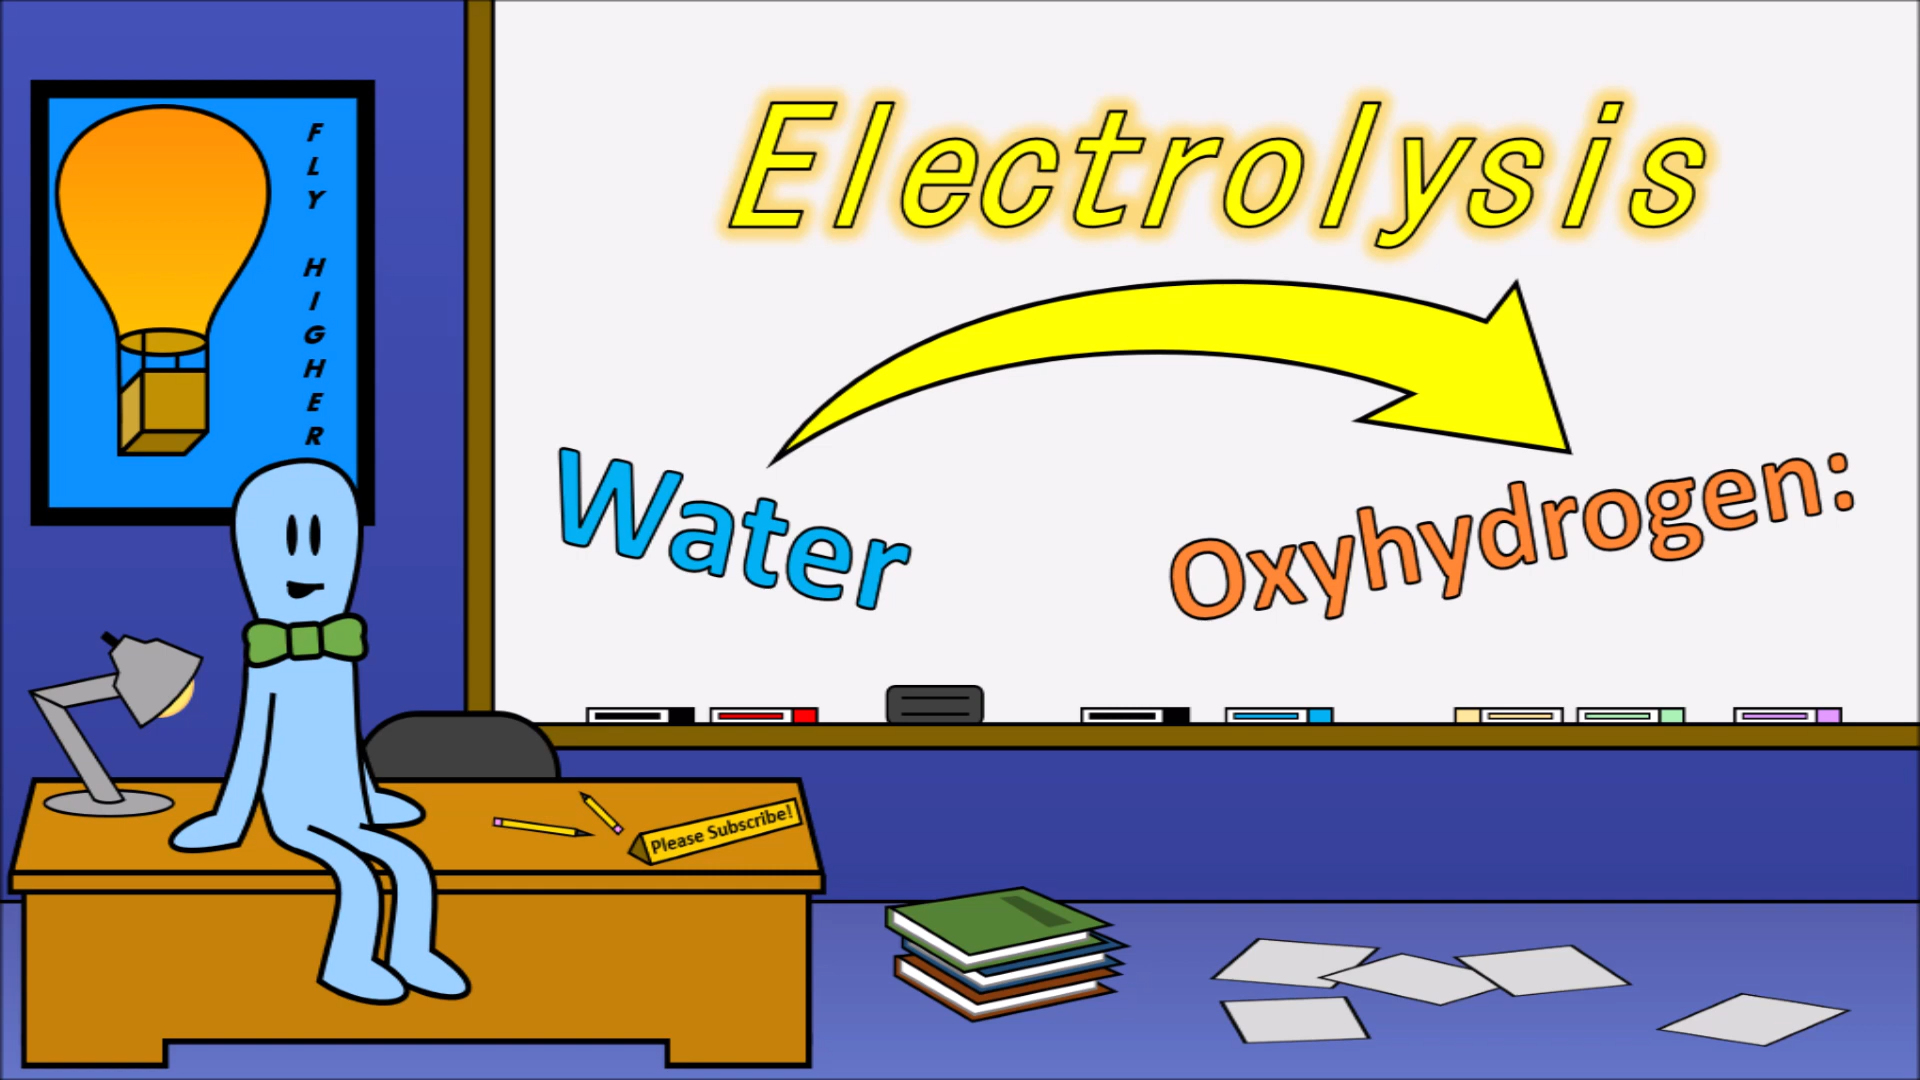 FLY HIGHER
Electrolysis
Water
Oxyhydrogen:
Please Subscribe!